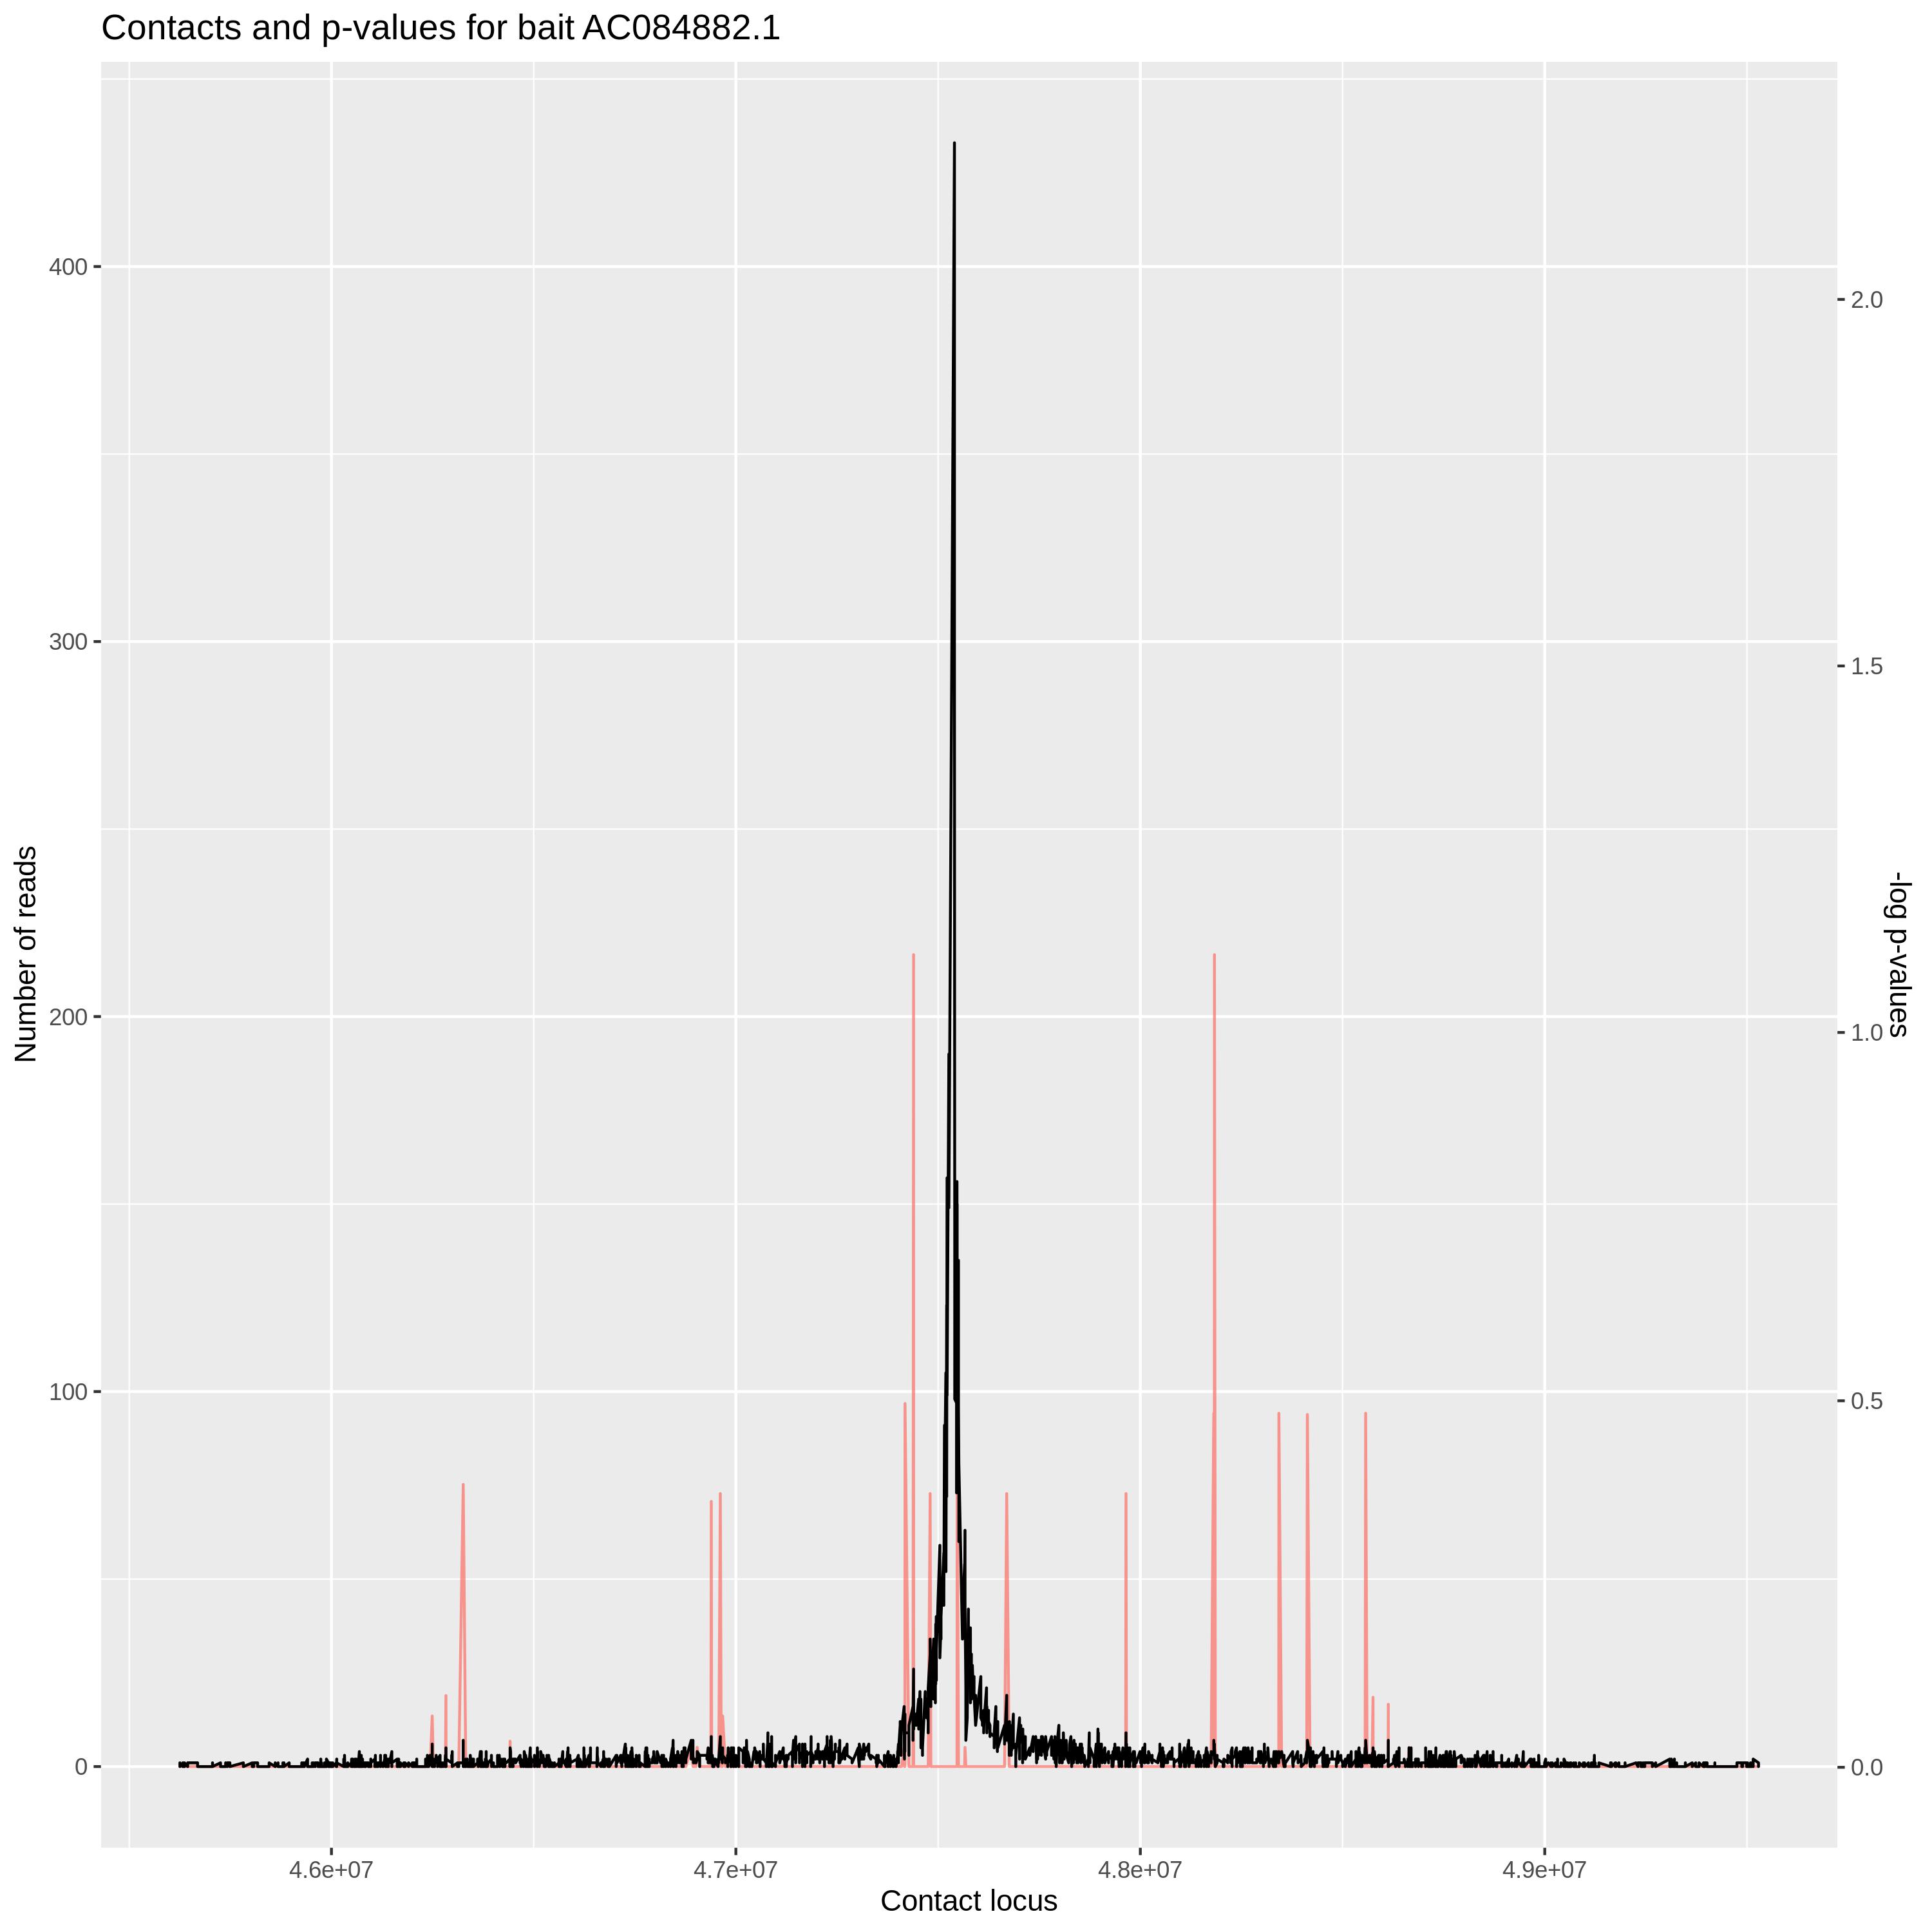 Contacts and p-values for bait AC084882.1
Number of reads
400
300
200
100
0
2.0
1.5
1.0
0.5
0.0
-log p-values
4.6e+07
4.7e+07
4.8e+07
4.9e+07
Contact locus